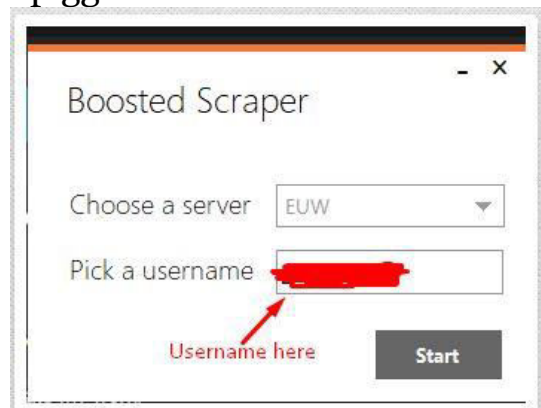 Boosted Scraper
Choose a server EUW
Pick a username
Username here
Start